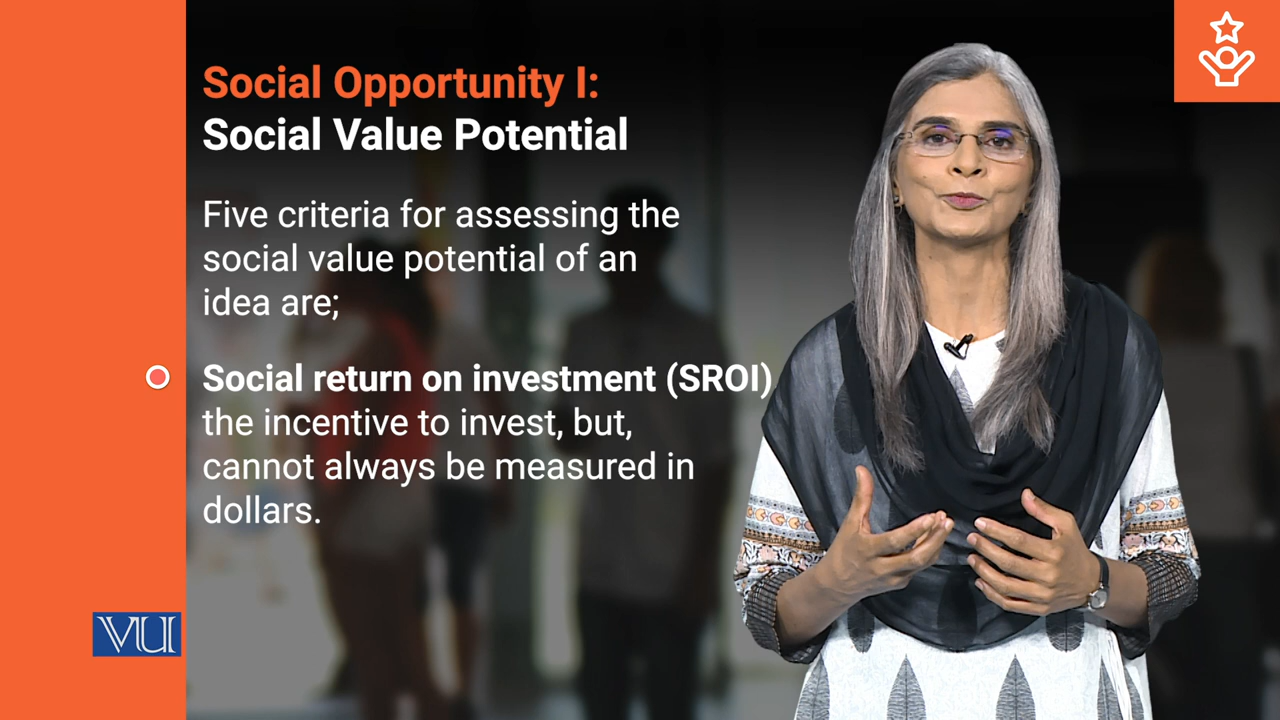 Social Opportunity I:
Social Value Potential
Five criteria for assessing the
social value potential of an
idea are;
Social return on investment (SROI)
the incentive to invest, but,
cannot always be measured in
dollars.
VU